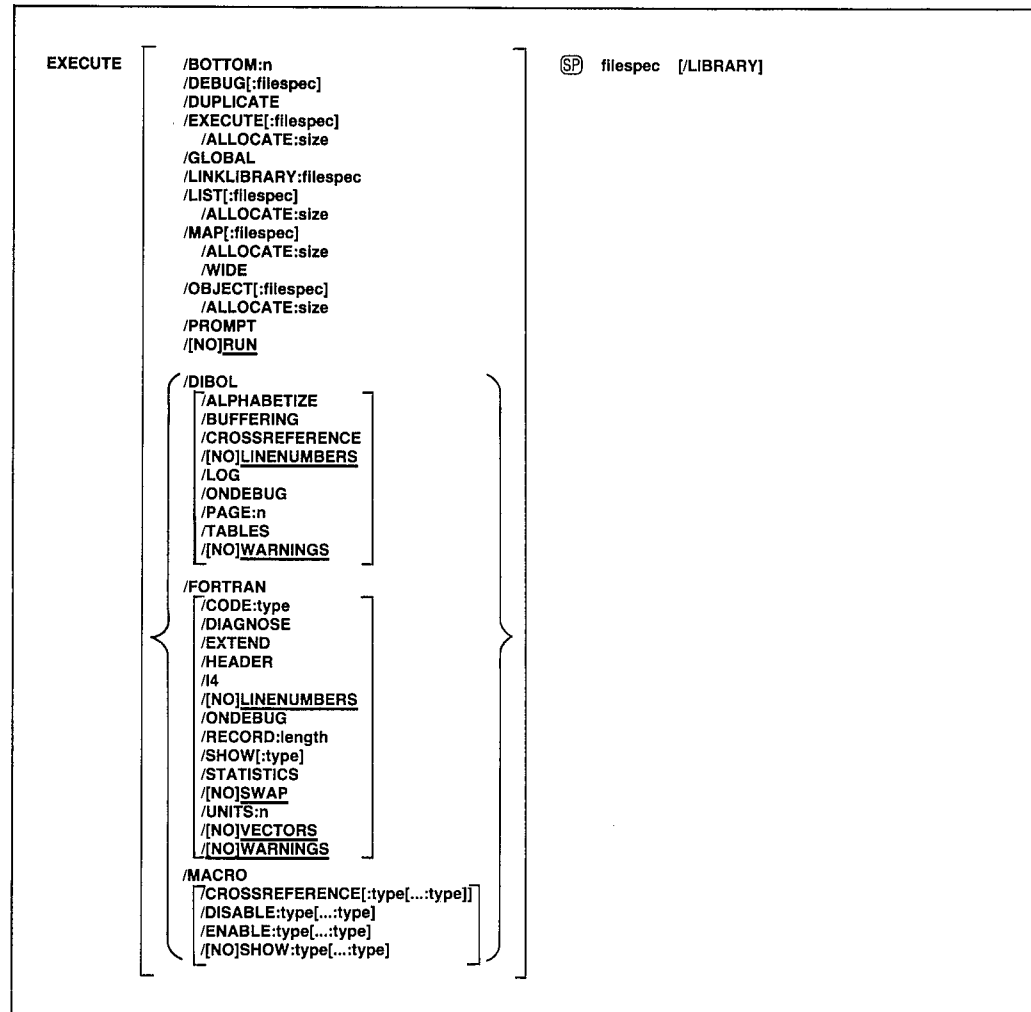 EXECUTE /BOTTOM:n SP filespec [/LIBRARY]
/DEBUG[:filespec]
/DUPLICATE
/EXECUTE[:filespec]
/ALLOCATE:size
/GLOBAL
/LINKLIBRARY:filespec
/LIST[:filespec]
/ALLOCATE:size
/MAP[:filespec]
/ALLOCATE:size
/WIDE
/OBJECT[:filespec]
/ALLOCATE:size
/PROMPT
/[NO]RUN
/DIBOL
/ALPHABETIZE
/BUFFERING
/CROSSREFERENCE
/[NO]LINENUMBERS
/LOG
/ONDEBUG
/PAGE:n
/TABLES
/[NO]WARNINGS
/FORTRAN
/CODE:type
/DIAGNOSE
/EXTEND
/HEADER
/I4
/[NO]LINENUMBERS
/ONDEBUG
/RECORD:length
/SHOW[:type]
/STATISTICS
/[NO]SWAP
/UNITS:n
/[NO]VECTORS
/[NO]WARNINGS
/MACRO
/CROSSREFERENCE[:type[...:type]]
/DISABLE:type[...:type]
/ENABLE:type[...:type]
/[NO]SHOW:type[...:type]